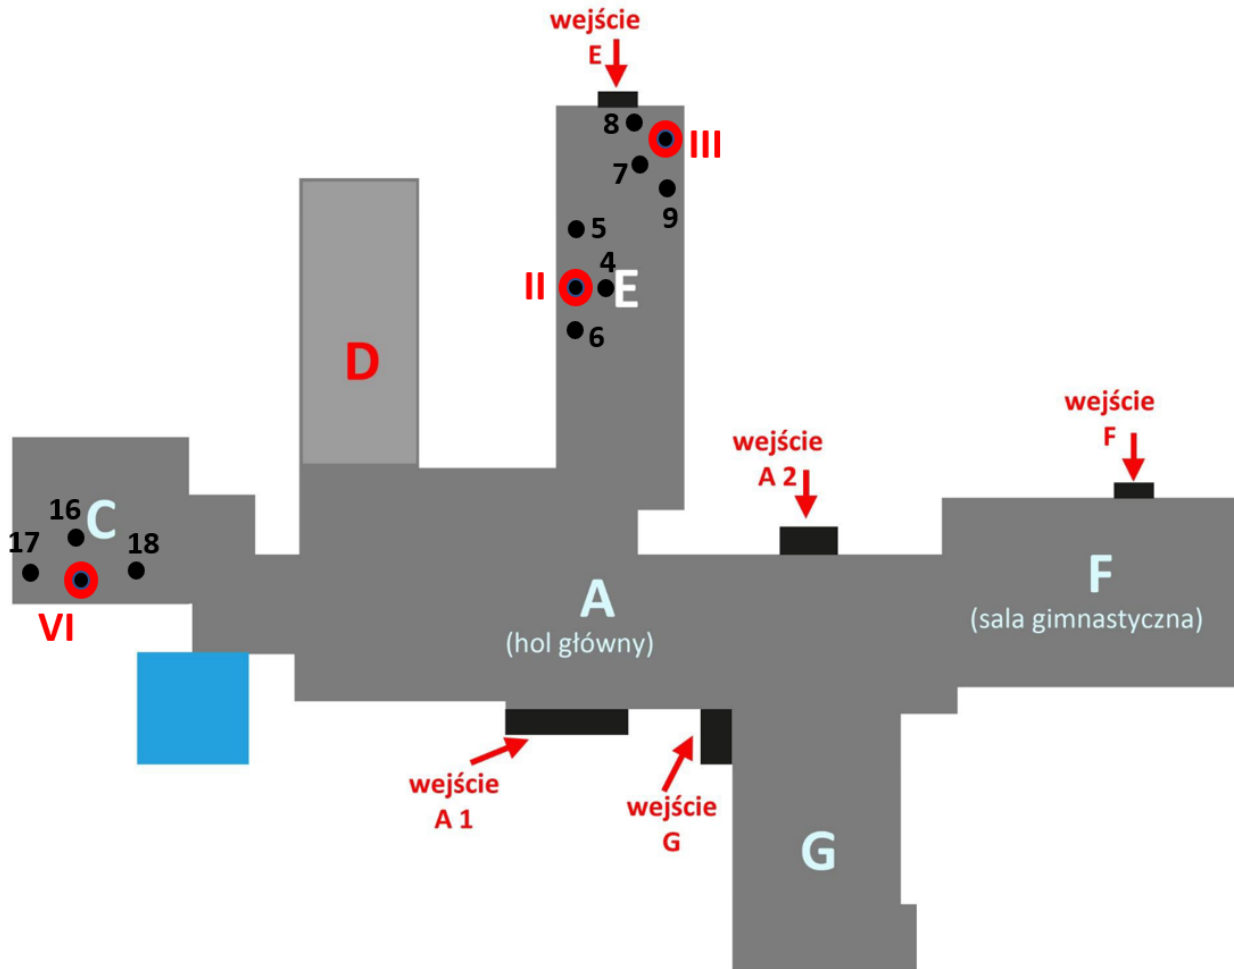 wejście
E
8
III
7
9
5
4
II
E
6
D
wejście
F
wejście
A 2
C
16
17
18
VI
A
(hol główny)
F
(sala gimnastyczna)
wejście
A 1
wejście
G
G